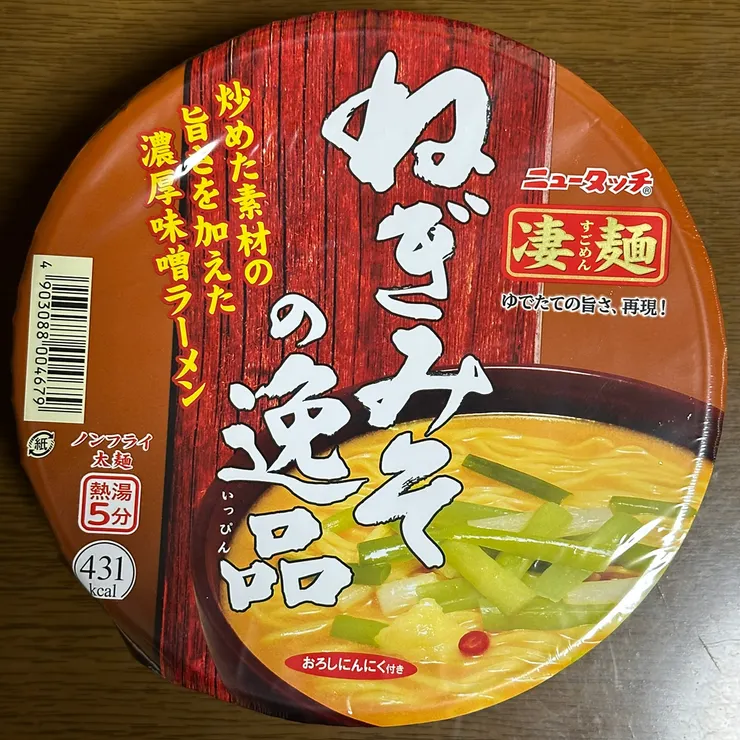 ねぎみそ
の逸品
いっぴん
炒めた素材の
旨さを加えた
濃厚味噌ラーメン
ニュータッチ®
凄麺
すごめん
ゆでたての旨さ、再現!
4903088004679
紙
ノンフライ
太麺
熱湯
5分
431
kcal
おろしにんにく付き